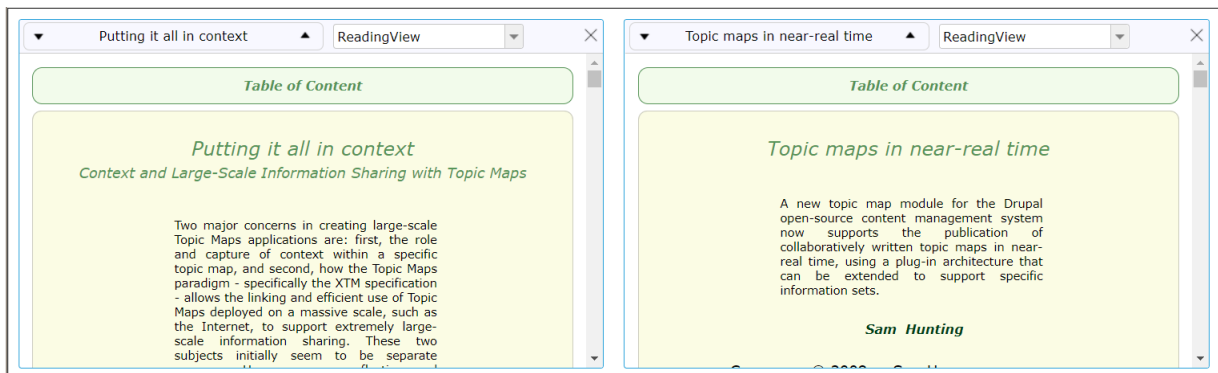 Putting it all in context
ReadingView
Table of Content
Putting it all in context
Context and Large-Scale Information Sharing with Topic Maps
Two major concerns in creating large-scale
Topic Maps applications are: first, the role
and capture of context within a specific
topic map, and second, how the Topic Maps
paradigm - specifically the XTM specification
- allows the linking and efficient use of Topic
Maps deployed on a massive scale, such as
the Internet, to support extremely large-
scale information sharing. These two
subjects initially seem to be separate
Topic maps in near-real time
ReadingView
Table of Content
Topic maps in near-real time
A new topic map module for the Drupal
open-source content management system
now supports the publication of
collaboratively written topic maps in near-
real time, using a plug-in architecture that
can be extended to support specific
information sets.
Sam Hunting